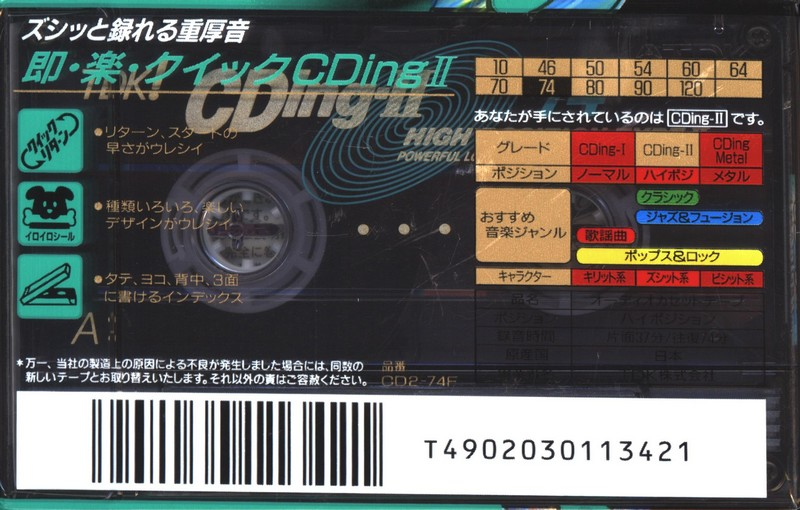 ズシッと録れる重厚音
即・楽・クイックCDing II
TDK!
CDing-II
HIGH
POWERFUL
10 46 50 54 60 64
70 74 80 90 120
あなたが手にされているのは CDing-II です。
グレード CDing-I CDing-II CDing Metal
ポジション ノーマル ハイポジ メタル
おすすめ音楽ジャンル
クラシック
ジャズ&フュージョン
歌謡曲
ポップス&ロック
キャラクター キリット系 ズシット系 ビシット系
クイックリターン
●リターン、スタートの
早さがウレシイ
イロイロシール
●種類いろいろ、楽しい
デザインがウレシイ
●タテ、ヨコ、背中、3面
に書けるインデックス
A
ハイポジション
日本
株式会社
*万一、当社の製造上の原因による不良が発生しました場合には、同数の
新しいテープとお取り替えいたします。それ以外の責はご容赦ください。
品番
CD2-74F
T4902030113421